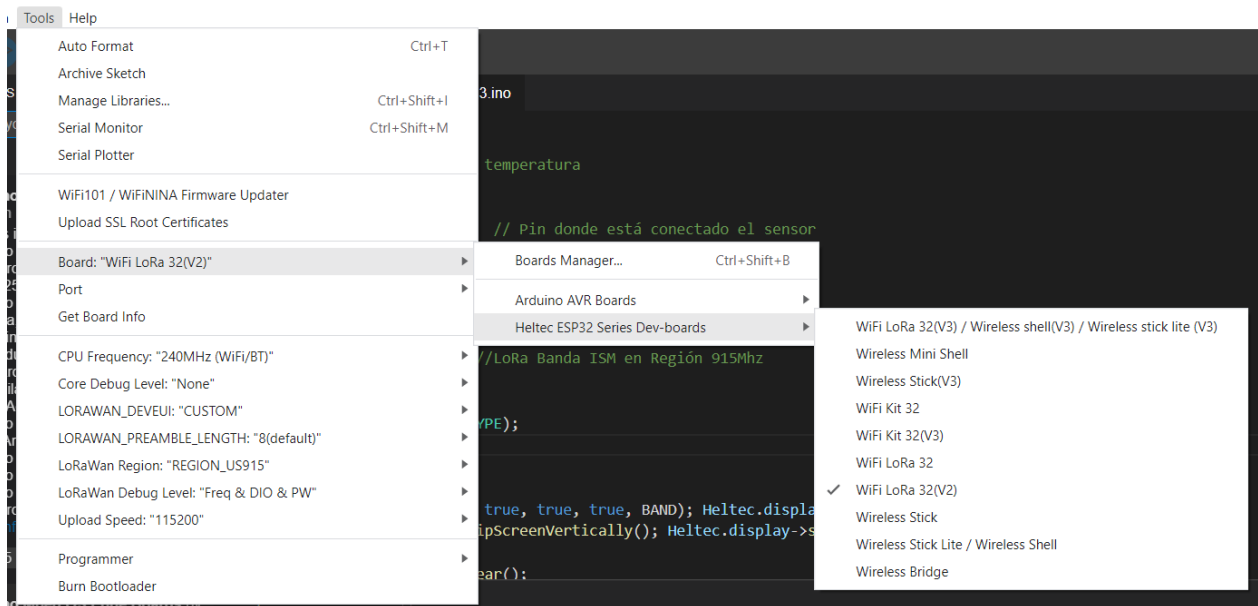 Tools Help
Auto Format Ctrl+T
Archive Sketch
Manage Libraries... Ctrl+Shift+I
Serial Monitor Ctrl+Shift+M
Serial Plotter
WiFi101 / WiFiNINA Firmware Updater
Upload SSL Root Certificates
Board: "WiFi LoRa 32(V2)"
Port
Get Board Info
CPU Frequency: "240MHz (WiFi/BT)"
Core Debug Level: "None"
LORAWAN_DEVEUI: "CUSTOM"
LORAWAN_PREAMBLE_LENGTH: "8(default)"
LoRaWan Region: "REGION_US915"
LoRaWan Debug Level: "Freq & DIO & PW"
Upload Speed: "115200"
Programmer
Burn Bootloader
3.ino
temperatura
// Pin donde está conectado el sensor
Boards Manager... Ctrl+Shift+B
Arduino AVR Boards
Heltec ESP32 Series Dev-boards
//LoRa Banda ISM en Región 915Mhz
YPE);
true, true, true, BAND); Heltec.displa
ipScreenVertically(); Heltec.display->s
ear();
WiFi LoRa 32(V3) / Wireless shell(V3) / Wireless stick lite (V3)
Wireless Mini Shell
Wireless Stick(V3)
WiFi Kit 32
WiFi Kit 32(V3)
WiFi LoRa 32
WiFi LoRa 32(V2)
Wireless Stick
Wireless Stick Lite / Wireless Shell
Wireless Bridge